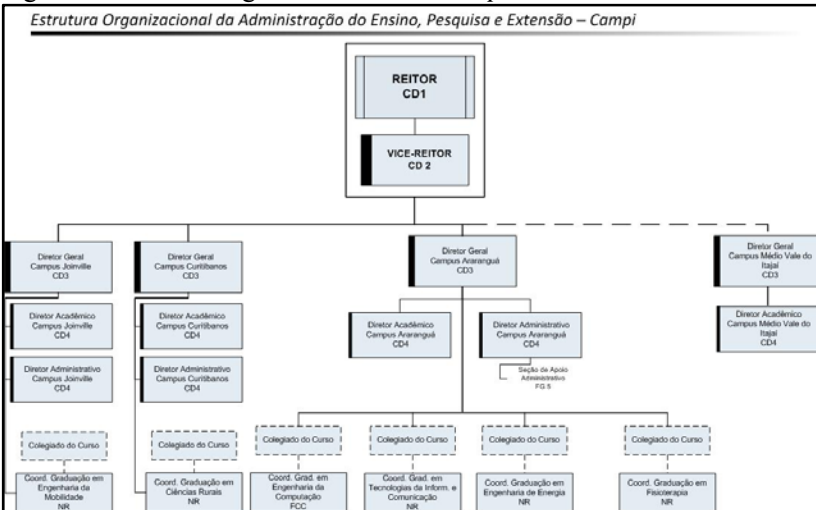 Estrutura Organizacional da Administração do Ensino, Pesquisa e Extensão – Campi
REITOR
CD1
VICE-REITOR
CD 2
Diretor Geral
Campus Joinville
CD3
Diretor Geral
Campus Curitibanos
CD3
Diretor Geral
Campus Araranguá
CD3
Diretor Geral
Campus Médio Vale do
Itajaí
CD3
Diretor Acadêmico
Campus Joinville
CD4
Diretor Acadêmico
Campus Curitibanos
CD4
Diretor Acadêmico
Campus Araranguá
CD4
Diretor Administrativo
Campus Araranguá
CD4
Diretor Acadêmico
Campus Médio Vale do
Itajaí
CD4
Diretor Administrativo
Campus Joinville
CD4
Diretor Administrativo
Campus Curitibanos
CD4
Seção de Apoio
Administrativo
FG 5
Colegiado do Curso
Colegiado do Curso
Colegiado do Curso
Colegiado do Curso
Colegiado do Curso
Colegiado do Curso
Coord. Graduação em
Engenharia da
Mobilidade
NR
Coord. Graduação em
Ciências Rurais
NR
Coord. Grad. em
Engenharia da
Computação
FCC
Coord. Grad. em
Tecnologias da Inform. e
Comunicação
NR
Coord. Graduação em
Engenharia de Energia
NR
Coord. Graduação em
Fisioterapia
NR